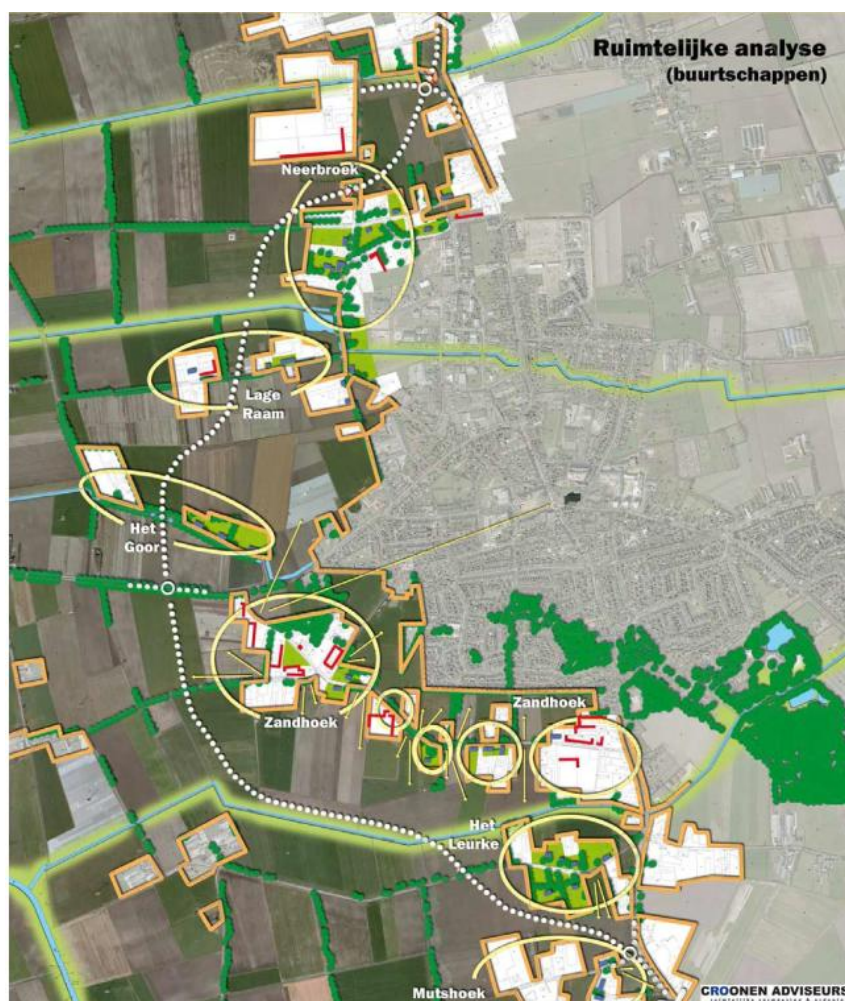 Ruimtelijke analyse
(buurtschappen)
Neerbroek
Lage
Raam
Het
Goor
Zandhoek
Zandhoek
Het
Leurke
Mutshoek
CROONEN ADVISEURS